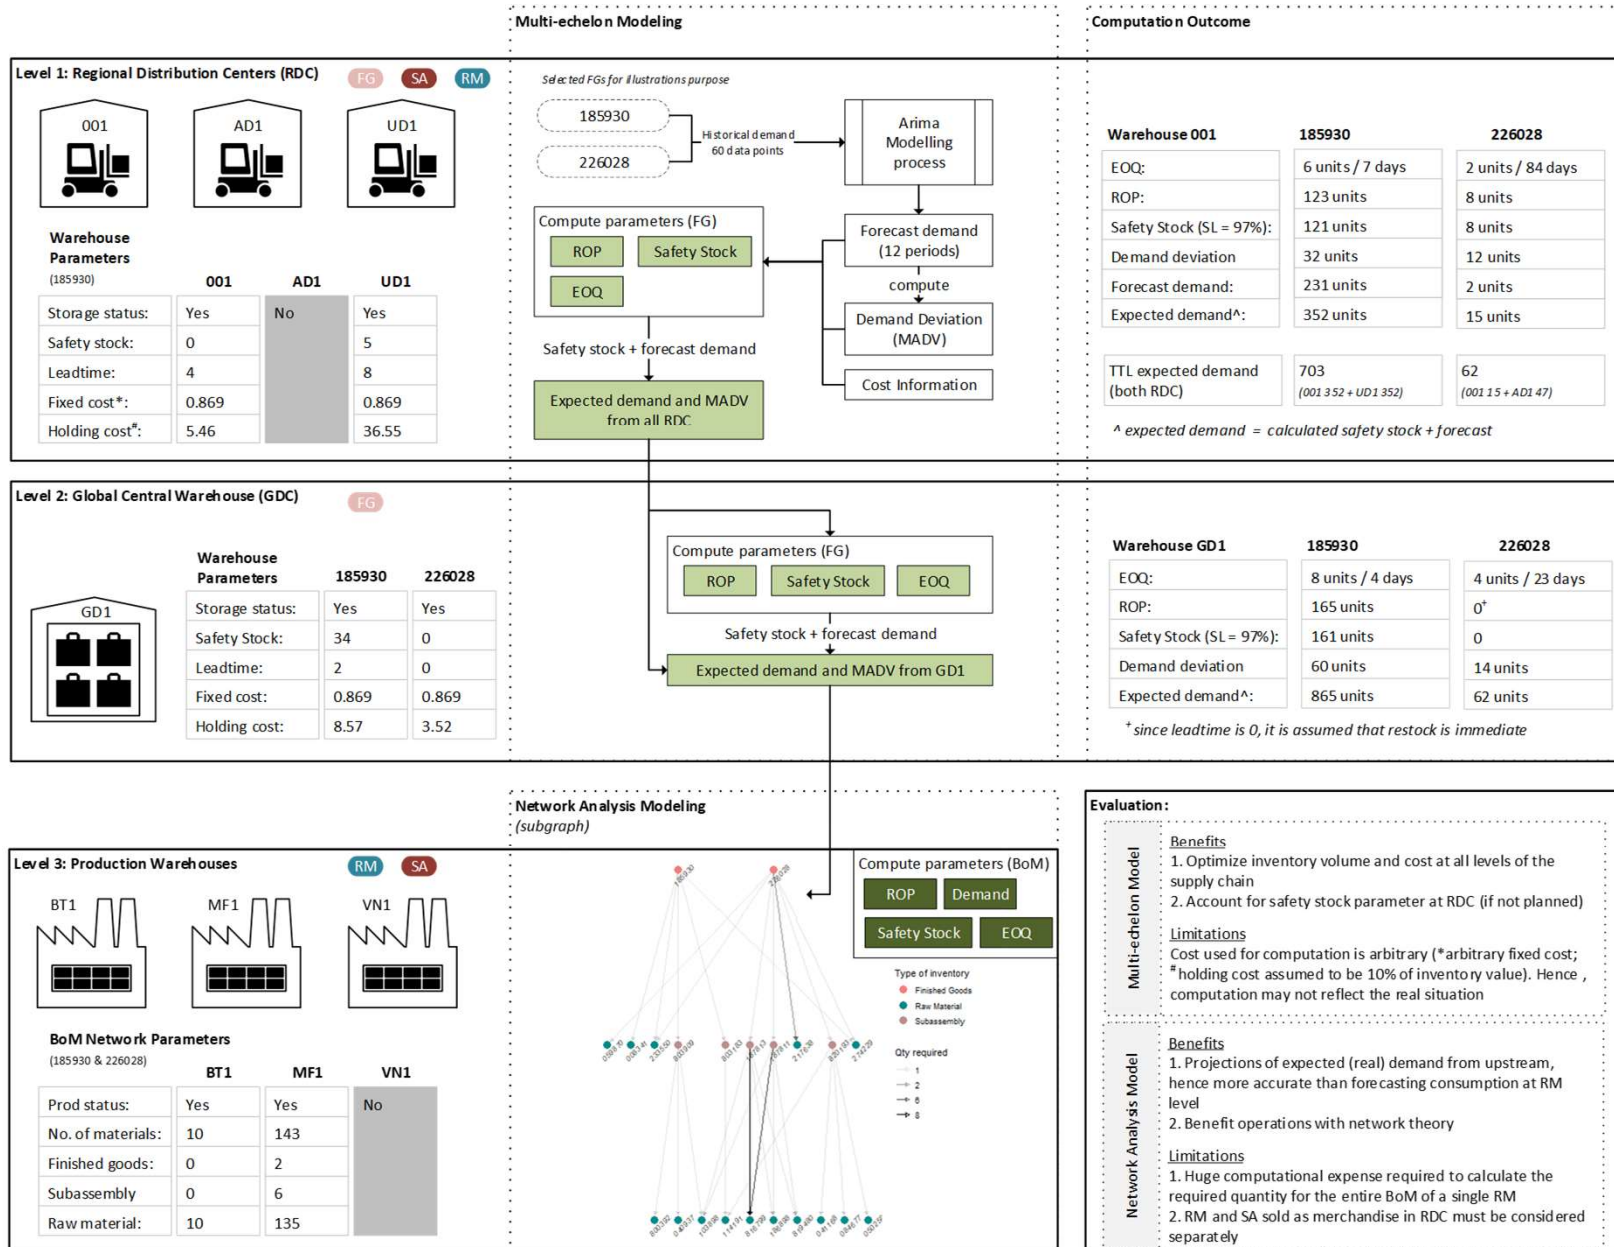 Multi-echelon Modeling
Computation Outcome
Level 1: Regional Distribution Centers (RDC)
FG
SA
RM
001
AD1
UD1
Warehouse
Parameters
(185930)
001
AD1
UD1
Storage status:
Yes
No
Yes
Safety stock:
0
5
Leadtime:
4
8
Fixed cost*:
0.869
0.869
Holding cost#:
5.46
36.55
Selected FGs for illustrations purpose
185930
226028
Historical demand
60 data points
Arima
Modelling
process
Compute parameters (FG)
ROP
Safety Stock
EOQ
Forecast demand
(12 periods)
compute
Demand Deviation
(MADV)
Cost Information
Safety stock + forecast demand
Expected demand and MADV
from all RDC
Warehouse 001
185930
226028
EOQ:
6 units / 7 days
2 units / 84 days
ROP:
123 units
8 units
Safety Stock (SL = 97%):
121 units
8 units
Demand deviation
32 units
12 units
Forecast demand:
231 units
2 units
Expected demand^:
352 units
15 units
TTL expected demand
(both RDC)
703
(001 352 + UD1 352)
62
(001 15 + AD1 47)
^ expected demand = calculated safety stock + forecast
Level 2: Global Central Warehouse (GDC)
FG
GD1
Warehouse
Parameters
185930
226028
Storage status:
Yes
Yes
Safety Stock:
34
0
Leadtime:
2
0
Fixed cost:
0.869
0.869
Holding cost:
8.57
3.52
Compute parameters (FG)
ROP
Safety Stock
EOQ
Safety stock + forecast demand
Expected demand and MADV from GD1
Warehouse GD1
185930
226028
EOQ:
8 units / 4 days
4 units / 23 days
ROP:
165 units
0+
Safety Stock (SL = 97%):
161 units
0
Demand deviation
60 units
14 units
Expected demand^:
865 units
62 units
+ since leadtime is 0, it is assumed that restock is immediate
Network Analysis Modeling
(subgraph)
Level 3: Production Warehouses
RM
SA
BT1
MF1
VN1
BoM Network Parameters
(185930 & 226028)
BT1
MF1
VN1
Prod status:
Yes
Yes
No
No. of materials:
10
143
Finished goods:
0
2
Subassembly
0
6
Raw material:
10
135
185930
226028
Compute parameters (BoM)
ROP
Demand
Safety Stock
EOQ
Type of inventory
Finished Goods
Raw Material
Subassembly
Qty required
1
2
6
8
Evaluation:
Multi-echelon Model
Benefits
1. Optimize inventory volume and cost at all levels of the
supply chain
2. Account for safety stock parameter at RDC (if not planned)
Limitations
Cost used for computation is arbitrary (*arbitrary fixed cost;
#holding cost assumed to be 10% of inventory value). Hence,
computation may not reflect the real situation
Network Analysis Model
Benefits
1. Projections of expected (real) demand from upstream,
hence more accurate than forecasting consumption at RM
level
2. Benefit operations with network theory
Limitations
1. Huge computational expense required to calculate the
required quantity for the entire BoM of a single RM
2. RM and SA sold as merchandise in RDC must be considered
separately